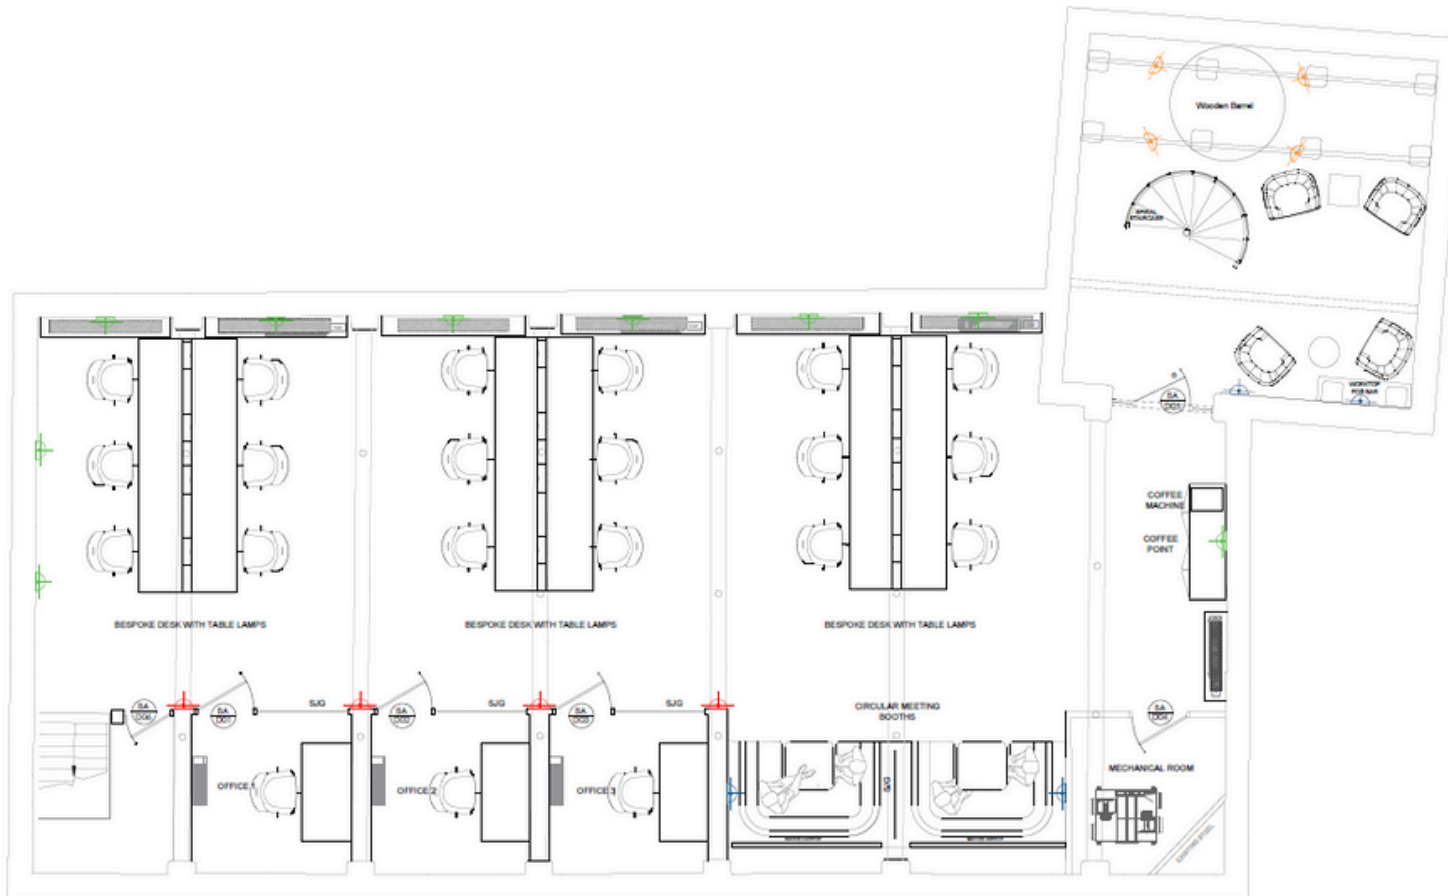 Wooden Barrel
SPIRAL
STAIRCASE
WORKTOP
FOR BAR
SA
D05
COFFEE
MACHINE
COFFEE
POINT
BESPOKE DESK WITH TABLE LAMPS
BESPOKE DESK WITH TABLE LAMPS
BESPOKE DESK WITH TABLE LAMPS
SA
D06
SA
D01
SJG
SA
D02
SJG
SA
D03
SJG
CIRCULAR MEETING
BOOTHS
SA
D04
MECHANICAL ROOM
OFFICE 1
OFFICE 2
OFFICE 3
SJG
EXISTING STEEL